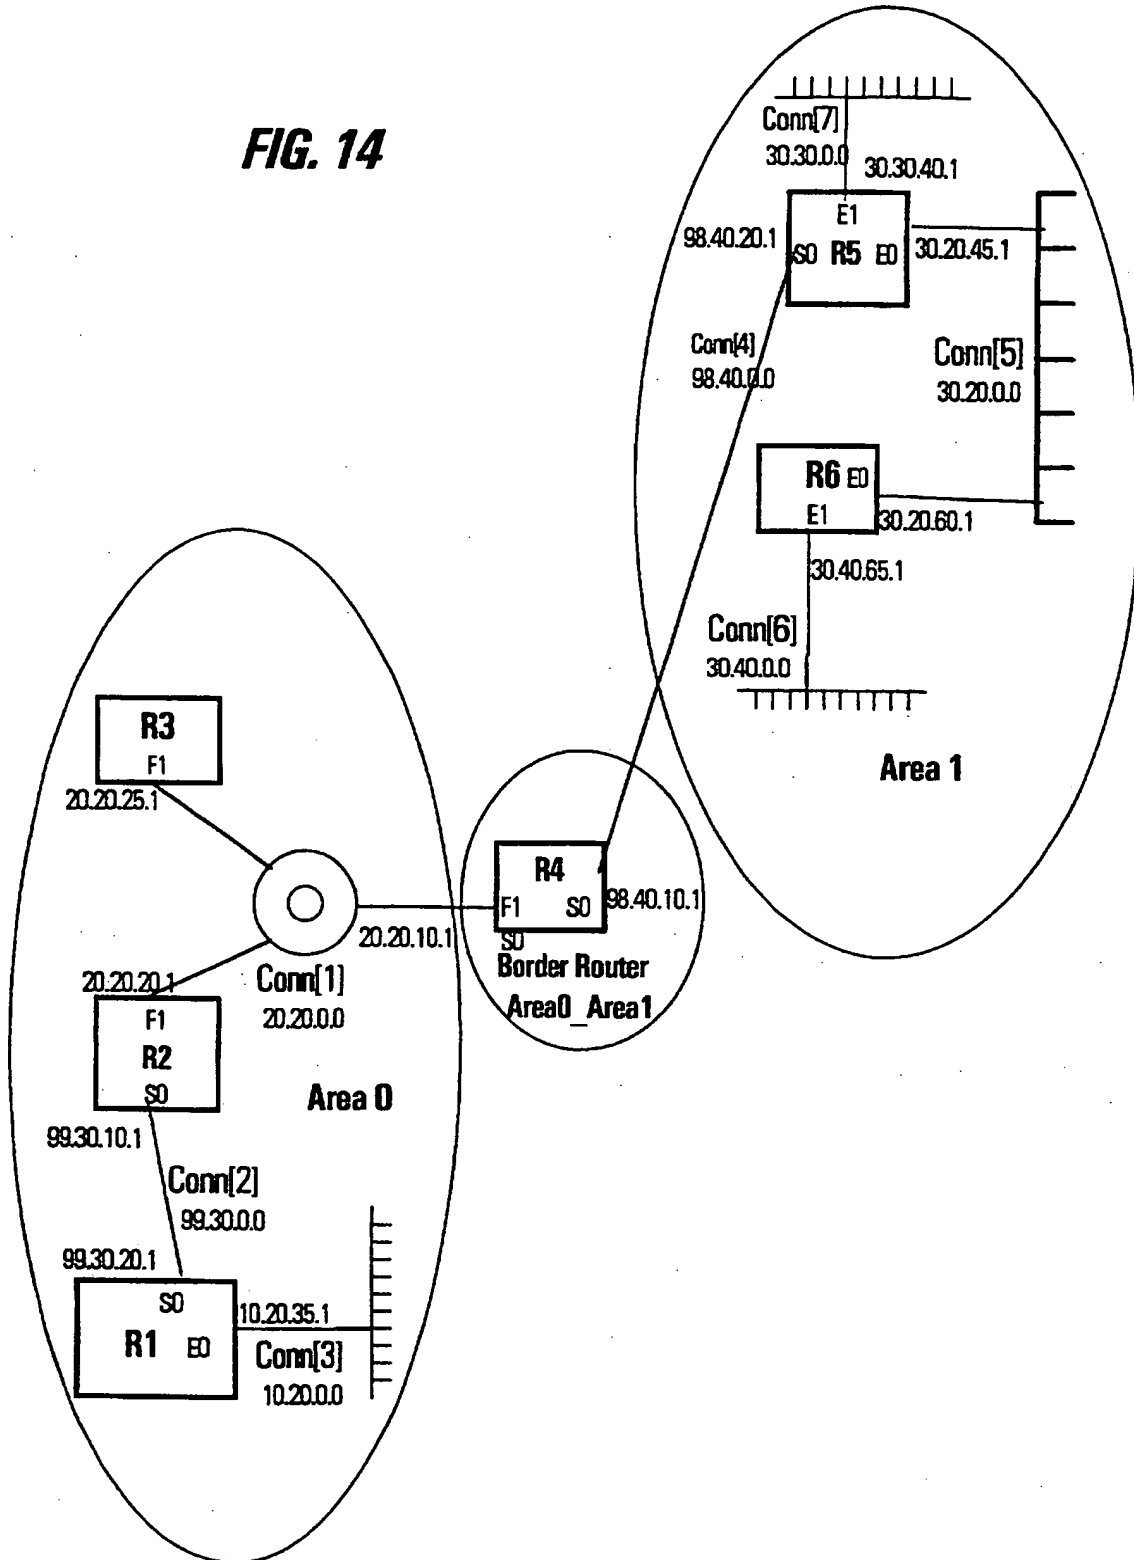 FIG. 14
Conn[7]
30.30.0.0
30.30.40.1
E1
98.40.20.1
S0 R5 E0
30.20.45.1
Conn[4]
98.40.0.0
Conn[5]
30.20.0.0
R6 E0
E1
30.20.60.1
30.40.65.1
Conn[6]
30.40.0.0
Area 1
R3
F1
20.20.25.1
R4
F1 S0
98.40.10.1
S0
Border Router
Area0_Area1
20.20.10.1
Conn[1]
20.20.0.0
20.20.20.1
F1
R2
S0
Area 0
99.30.10.1
Conn[2]
99.30.0.0
99.30.20.1
S0
R1 E0
10.20.35.1
Conn[3]
10.20.0.0